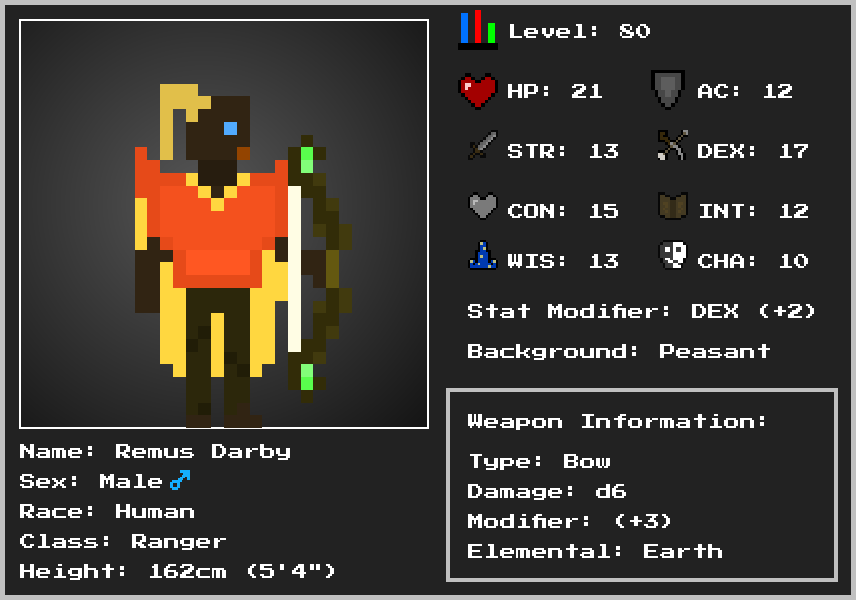 Level: 80
HP: 21 AC: 12
STR: 13 DEX: 17
CON: 15 INT: 12
WIS: 13 CHA: 10
Stat Modifier: DEX (+2)
Background: Peasant
Name: Remus Darby
Sex: Male ♂
Race: Human
Class: Ranger
Height: 162cm (5'4")
Weapon Information:
Type: Bow
Damage: d6
Modifier: (+3)
Elemental: Earth